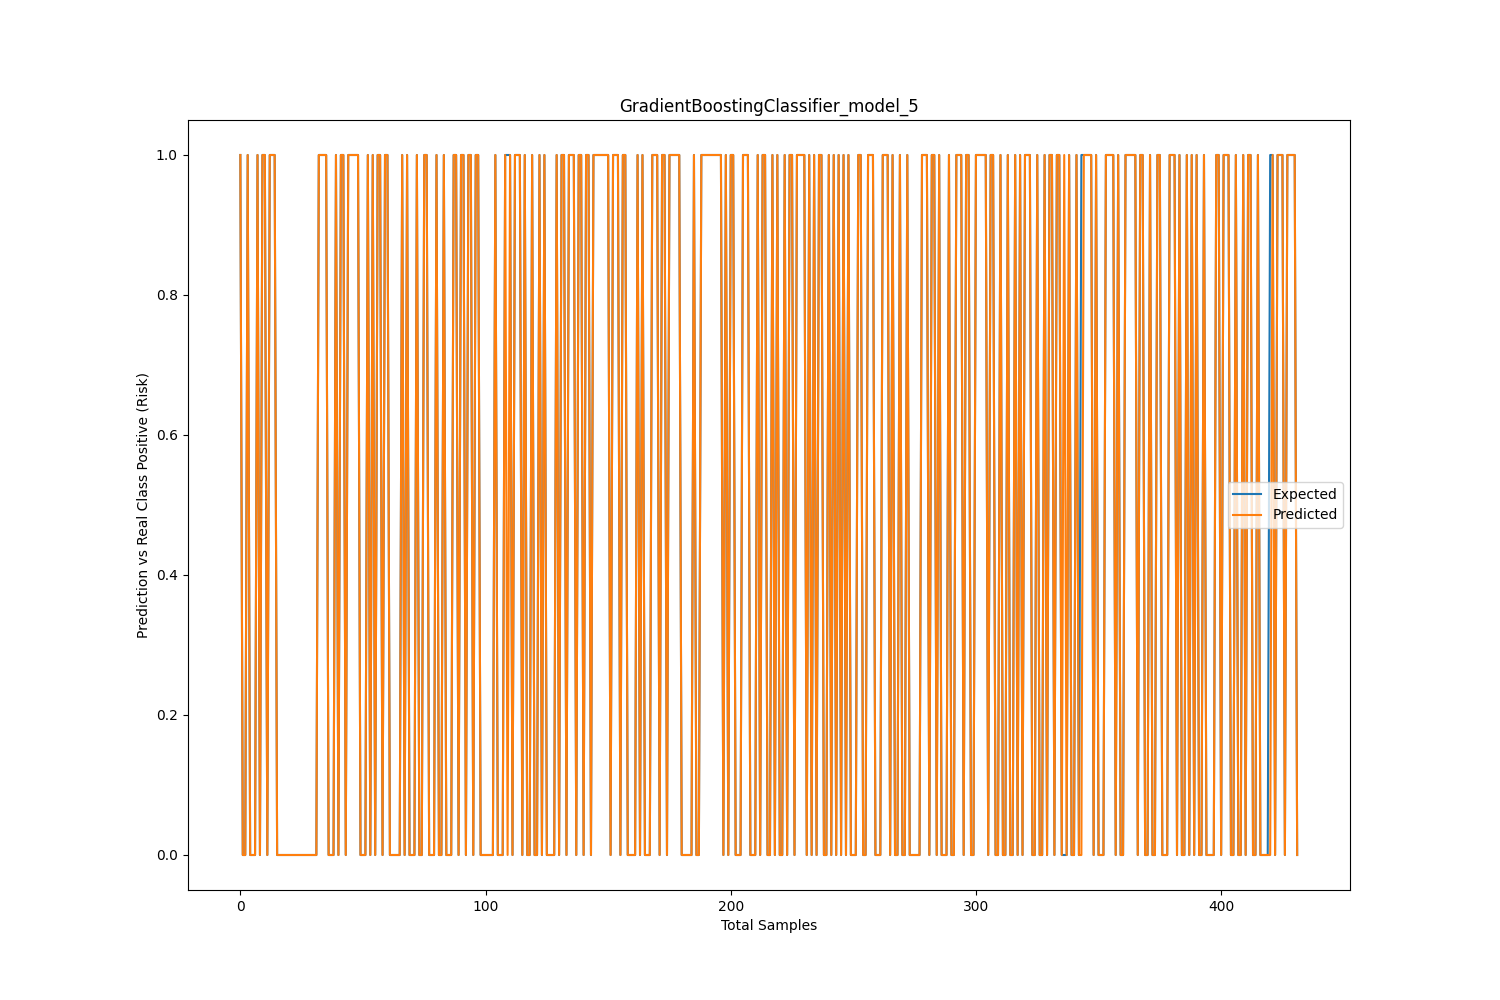 GradientBoostingClassifier_model_5
Prediction vs Real Class Positive (Risk)
1.0
0.8
0.6
0.4
0.2
0.0
Expected
Predicted
0
100
200
300
400
Total Samples